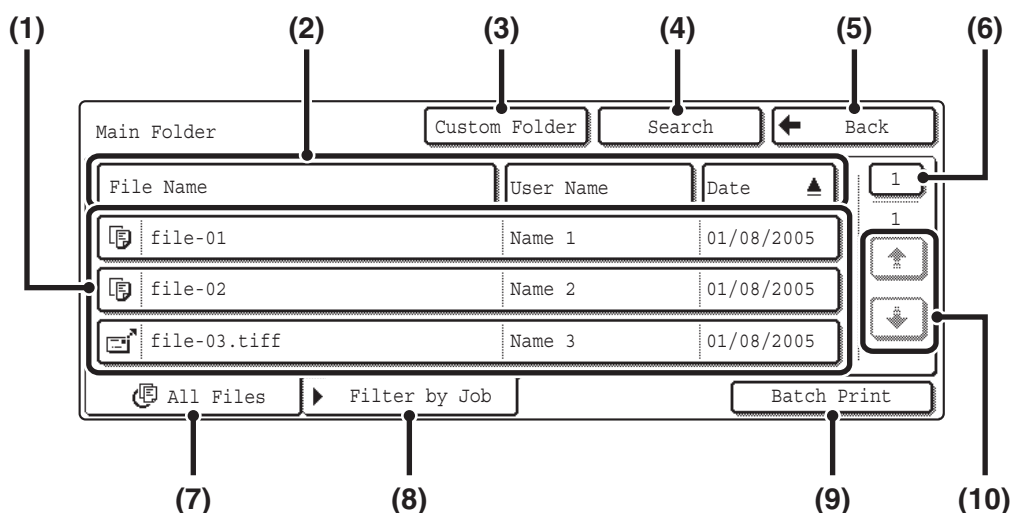 (1) (2) (3) (4) (5) (6)
Main Folder Custom Folder Search Back
File Name User Name Date 1
file-01 Name 1 01/08/2005 1
file-02 Name 2 01/08/2005
file-03.tiff Name 3 01/08/2005
All Files Filter by Job Batch Print
(7) (8) (9) (10)